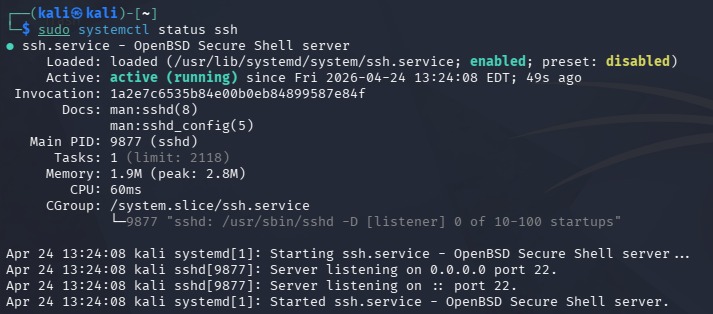 ┌──(kali㉿kali)-[~]
└─$ sudo systemctl status ssh
● ssh.service - OpenBSD Secure Shell server
     Loaded: loaded (/usr/lib/systemd/system/ssh.service; enabled; preset: disabled)
     Active: active (running) since Fri 2026-04-24 13:24:08 EDT; 49s ago
 Invocation: 1a2e7c6535b84e00b0eb84899587e84f
       Docs: man:sshd(8)
             man:sshd_config(5)
   Main PID: 9877 (sshd)
      Tasks: 1 (limit: 2118)
     Memory: 1.9M (peak: 2.8M)
        CPU: 60ms
     CGroup: /system.slice/ssh.service
             └─9877 "sshd: /usr/sbin/sshd -D [listener] 0 of 10-100 startups"

Apr 24 13:24:08 kali systemd[1]: Starting ssh.service - OpenBSD Secure Shell server...
Apr 24 13:24:08 kali sshd[9877]: Server listening on 0.0.0.0 port 22.
Apr 24 13:24:08 kali sshd[9877]: Server listening on :: port 22.
Apr 24 13:24:08 kali systemd[1]: Started ssh.service - OpenBSD Secure Shell server.